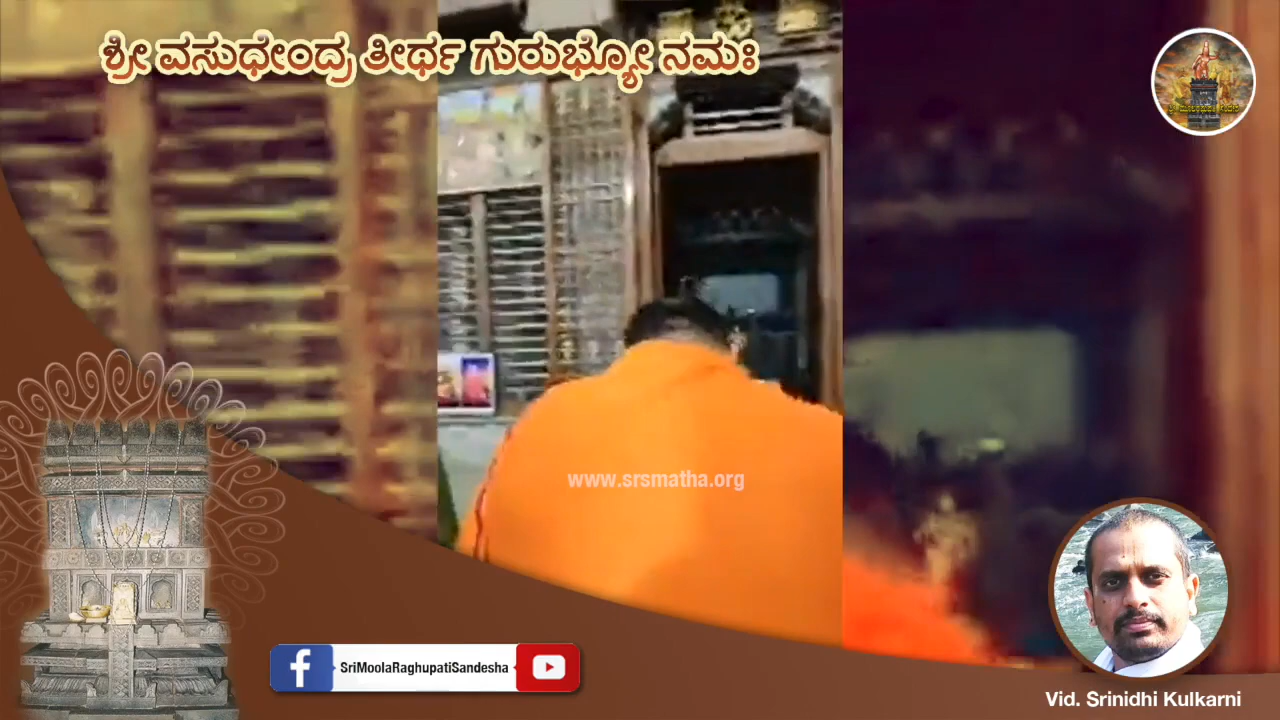 ಶ್ರೀ ವಸುಧೇಂದ್ರ ತೀರ್ಥ ಗುರುಭ್ಯೋ ನಮಃ
www.srsmatha.org
SriMoolaRaghupatiSandesha
Vid. Srinidhi Kulkarni